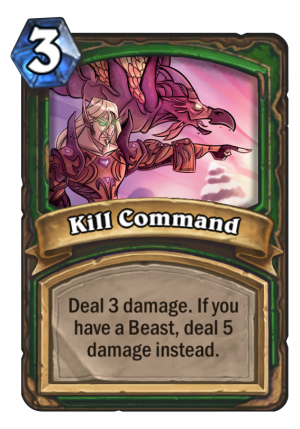 3
Kill Command
Deal 3 damage. If you
have a Beast, deal 5
damage instead.